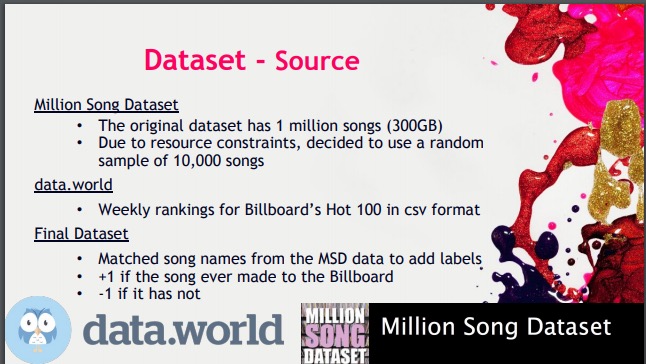 Dataset - Source
Million Song Dataset
• The original dataset has 1 million songs (300GB)
• Due to resource constraints, decided to use a random
sample of 10,000 songs
data.world
• Weekly rankings for Billboard's Hot 100 in csv format
Final Dataset
• Matched song names from the MSD data to add labels
• +1 if the song ever made to the Billboard
• -1 if it has not
data.world
MILLION
SONG
DATASET
Million Song Dataset